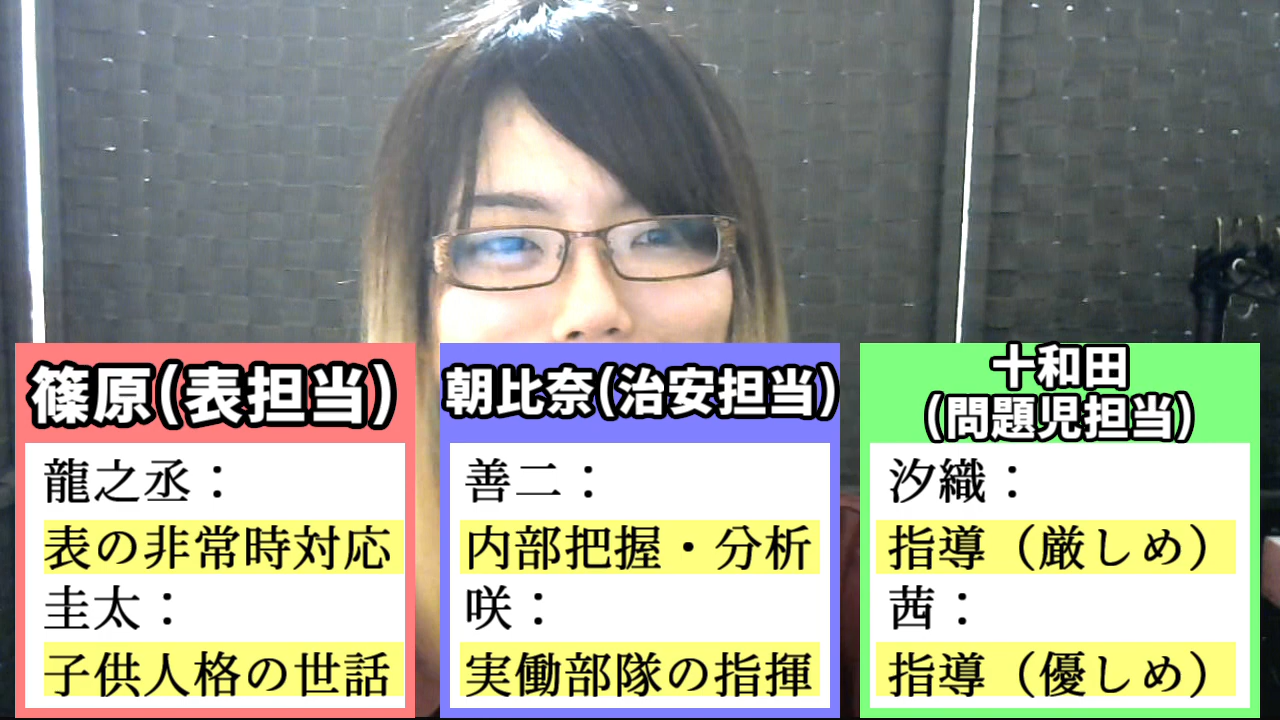 篠原(表担当)
龍之丞：
表の非常時対応
圭太：
子供人格の世話
朝比奈(治安担当)
善二：
内部把握・分析
咲：
実働部隊の指揮
十和田
(問題児担当)
汐織：
指導（厳しめ）
茜：
指導（優しめ）